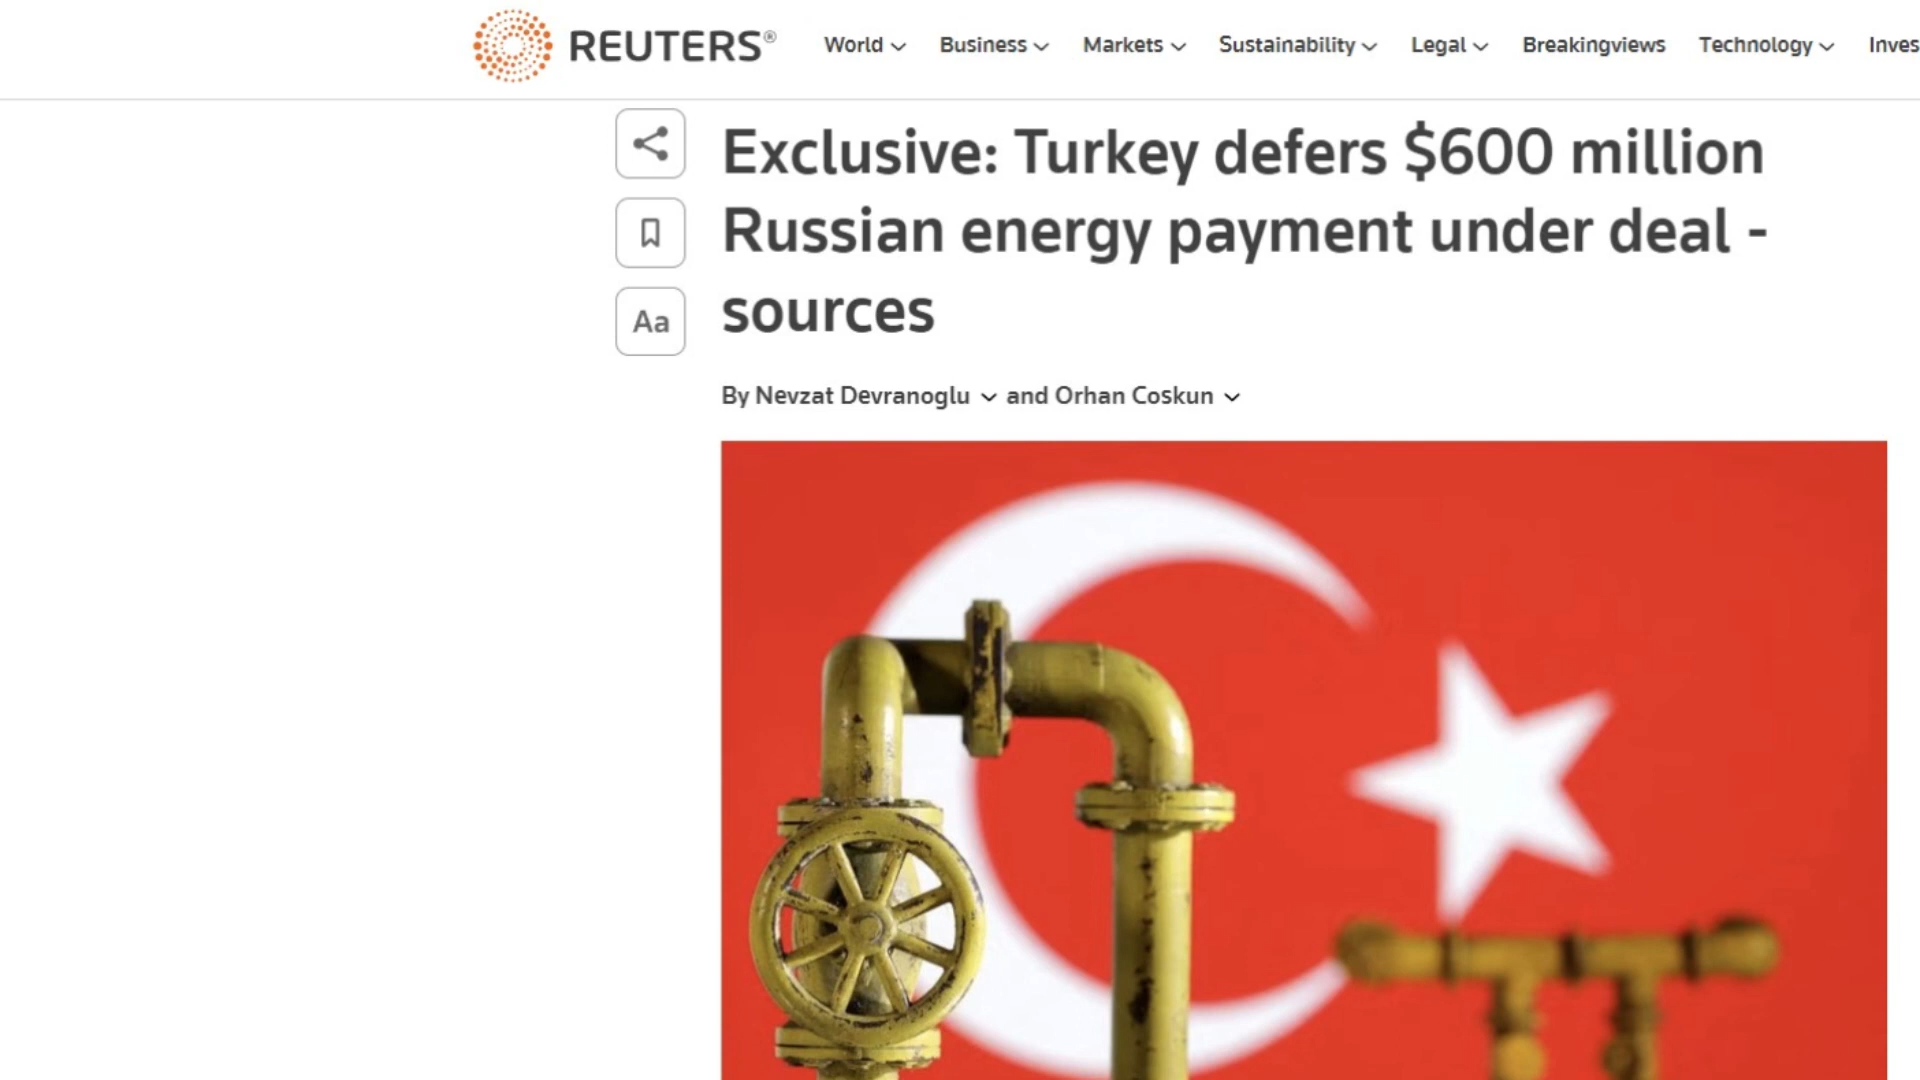 REUTERS®
World Business Markets Sustainability Legal Breakingviews Technology Inves
Exclusive: Turkey defers $600 million
Russian energy payment under deal -
sources
Aa
By Nevzat Devranoglu and Orhan Coskun